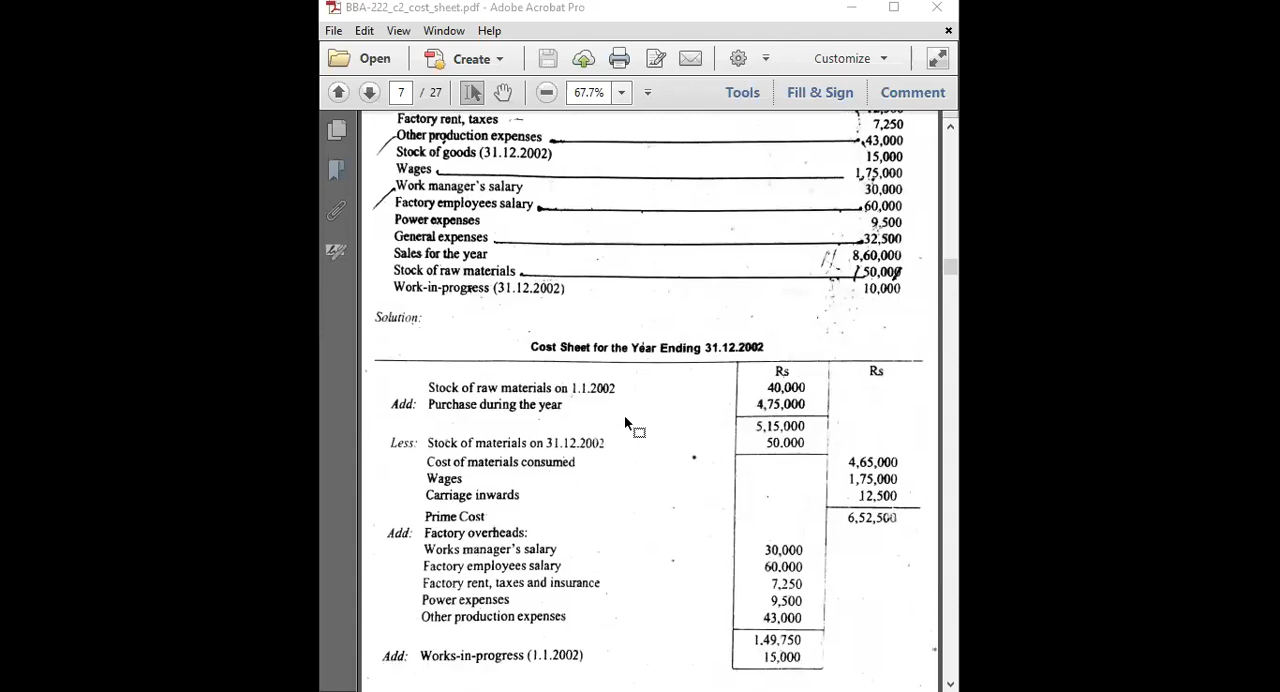 BBA-222_c2_cost_sheet.pdf - Adobe Acrobat Pro
File Edit View Window Help
Open Create Customize
7 / 27 67.7% Tools Fill & Sign Comment
Factory rent, taxes 7,250
Other production expenses 43,000
Stock of goods (31.12.2002) 15,000
Wages 1,75,000
Work manager's salary 30,000
Factory employees salary 60,000
Power expenses 9,500
General expenses 32,500
Sales for the year 8,60,000
Stock of raw materials 50,000
Work-in-progress (31.12.2002) 10,000
Solution:
Cost Sheet for the Year Ending 31.12.2002
Rs Rs
Stock of raw materials on 1.1.2002 40,000
Add: Purchase during the year 4,75,000
5,15,000
Less: Stock of materials on 31.12.2002 50.000
Cost of materials consumed 4,65,000
Wages 1,75,000
Carriage inwards 12,500
Prime Cost 6,52,500
Add: Factory overheads:
Works manager's salary 30,000
Factory employees salary 60.000
Factory rent, taxes and insurance 7,250
Power expenses 9,500
Other production expenses 43,000
1.49,750
Add: Works-in-progress (1.1.2002) 15,000